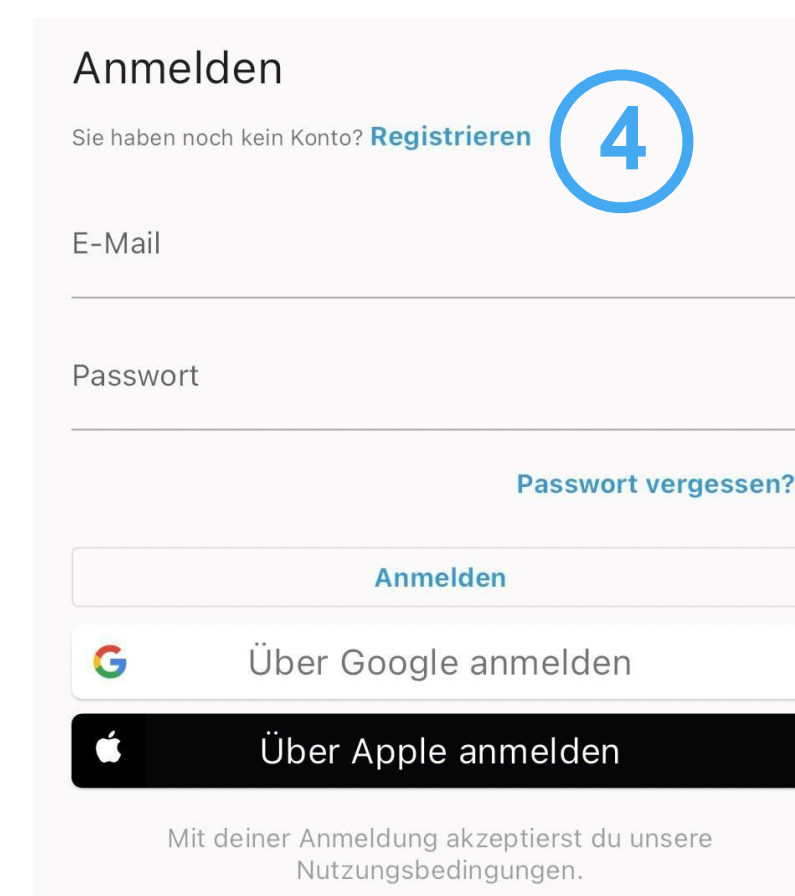 Anmelden
Sie haben noch kein Konto? Registrieren
4
E-Mail
Passwort
Passwort vergessen?
Anmelden
Über Google anmelden
Über Apple anmelden
Mit deiner Anmeldung akzeptierst du unsere
Nutzungsbedingungen.